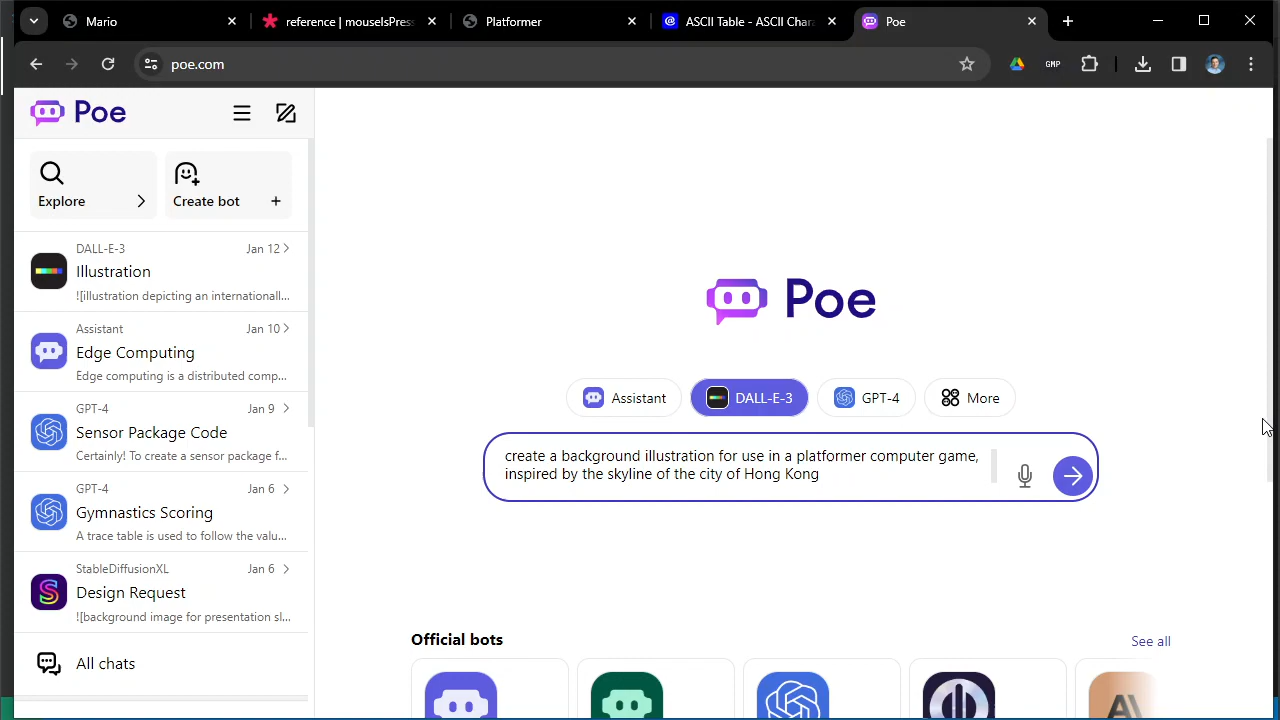 Mario
reference | mouseIsPress
Platformer
ASCII Table - ASCII Chara
Poe
poe.com
GMP
Poe
Explore
Create bot
DALL-E-3
Jan 12
Illustration
![illustration depicting an internationall...
Assistant
Jan 10
Edge Computing
Edge computing is a distributed comp...
GPT-4
Jan 9
Sensor Package Code
Certainly! To create a sensor package f...
GPT-4
Jan 6
Gymnastics Scoring
A trace table is used to follow the valu...
StableDiffusionXL
Jan 6
Design Request
![background image for presentation sl...
All chats
Poe
Assistant
DALL-E-3
GPT-4
More
create a background illustration for use in a platformer computer game,
inspired by the skyline of the city of Hong Kong
Official bots
See all